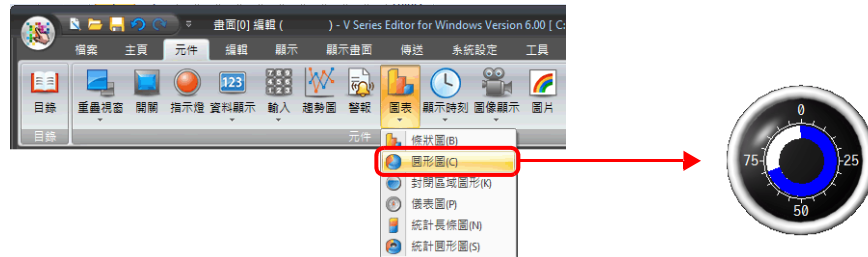 畫面[0] 編輯 (          ) - V Series Editor for Windows Version 6.00 [ C:
檔案 主頁 元件 編輯 顯示 顯示畫面 傳送 系統設定 工具
目錄 重疊視窗 開關 指示燈 資料顯示 輸入 趨勢圖 警報 圖表 顯示時刻 圖像顯示 圖片
目錄 元件
條狀圖(B)
圓形圖(C)
封閉區域圖形(K)
儀表圖(P)
統計長條圖(N)
統計圓形圖(S)
0
75 25
50